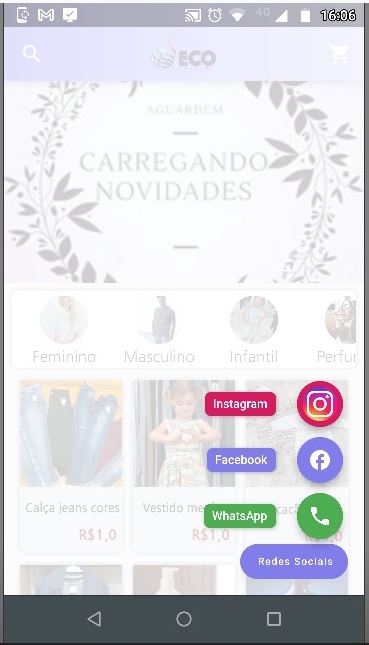 4G
16:06
ECO
AGUARDEM
CARREGANDO
NOVIDADES
Feminino
Masculino
Infantil
Perfur
Instagram
Facebook
WhatsApp
Calça jeans cores
Vestido me
R$1,0
R$1,0
R$1,0
Redes Sociais